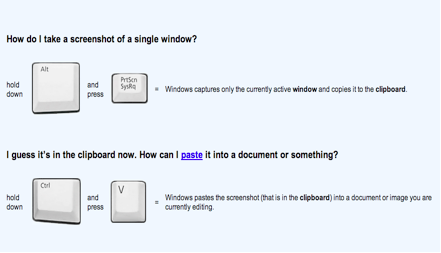 How do I take a screenshot of a single window?
hold down
Alt
and press
PrtScn
SysRq
= Windows captures only the currently active window and copies it to the clipboard.
I guess it's in the clipboard now. How can I paste it into a document or something?
hold down
Ctrl
and press
V
= Windows pastes the screenshot (that is in the clipboard) into a document or image you are
currently editing.